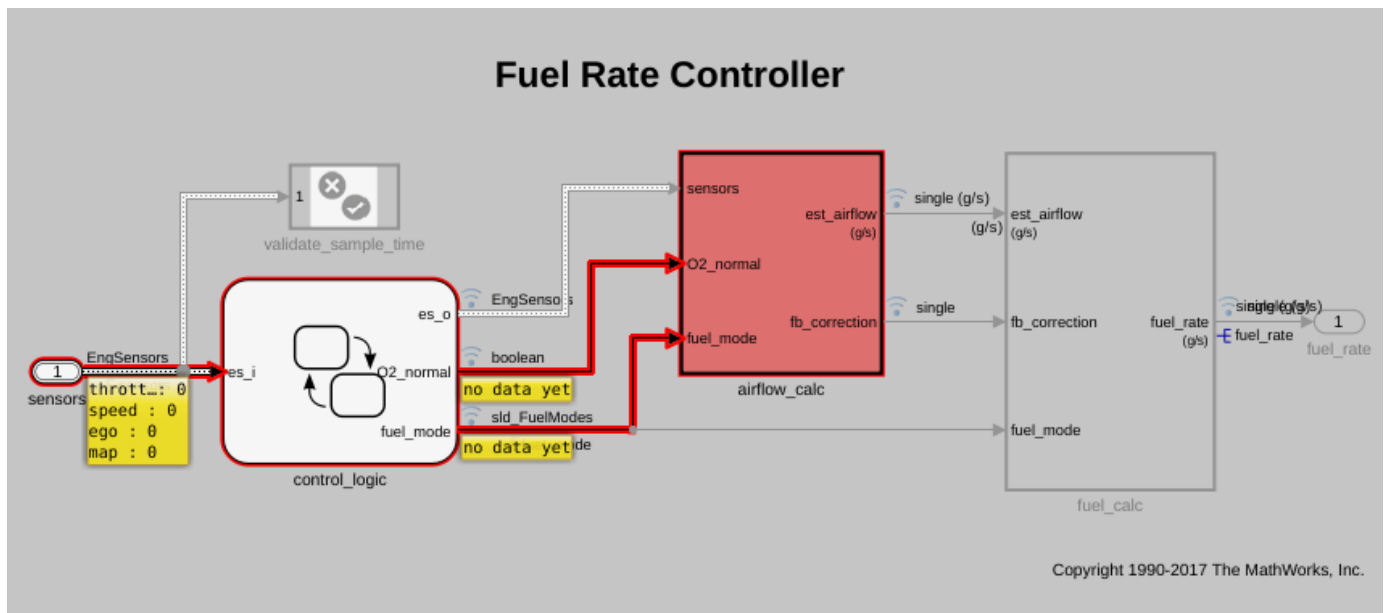 Fuel Rate Controller
1
validate_sample_time
sensors
est_airflow
(g/s)
O2_normal
fb_correction
fuel_mode
airflow_calc
single (g/s)
(g/s)
single
est_airflow
(g/s)
fb_correction
fuel_rate
(g/s)
fuel_mode
fuel_calc
fuel_rate
1
fuel_rate
EngSensors
1
sensors
thrott…: 0
speed : 0
ego : 0
map : 0
es_i
es_o
O2_normal
fuel_mode
control_logic
EngSensors
boolean
no data yet
sld_FuelModes
no data yet
Copyright 1990-2017 The MathWorks, Inc.